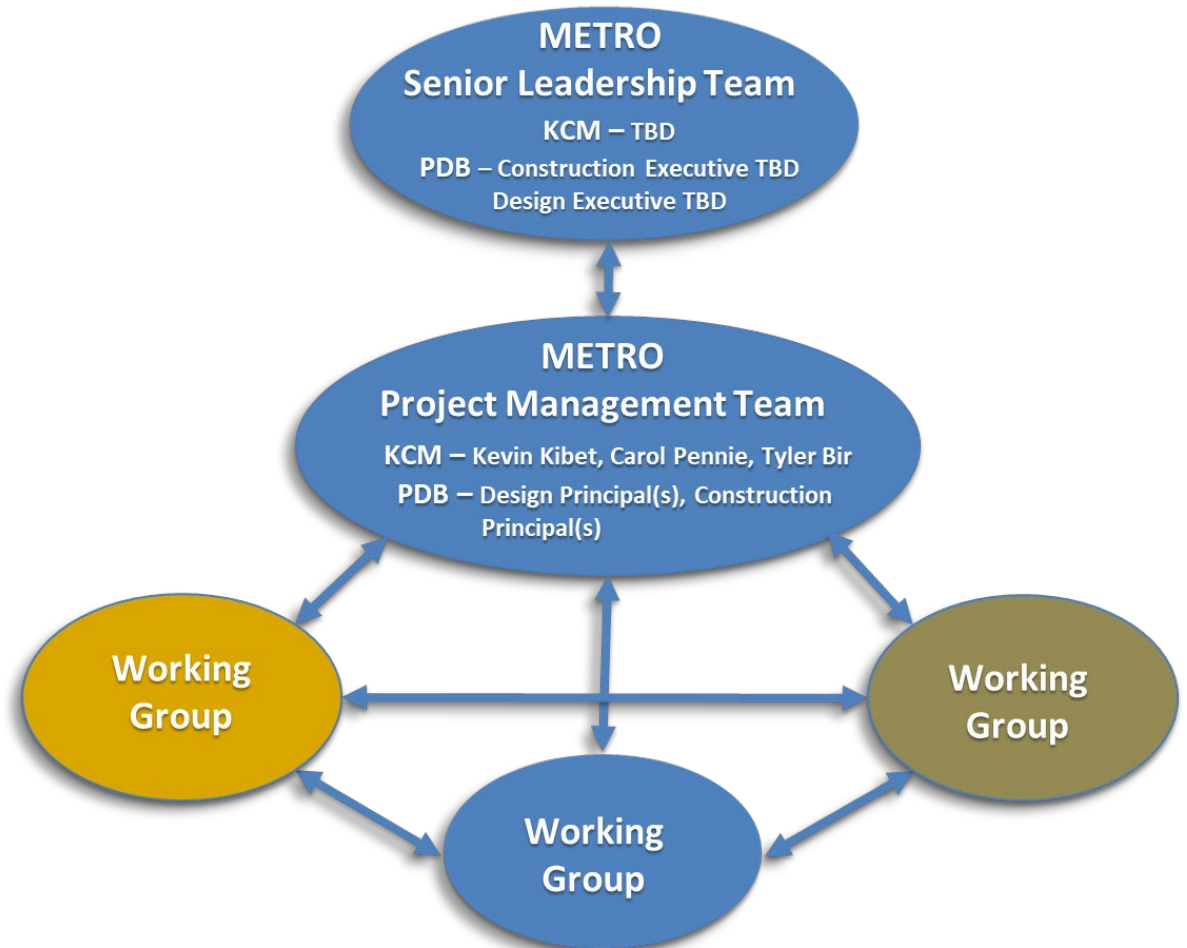 METRO
Senior Leadership Team
KCM – TBD
PDB – Construction Executive TBD
Design Executive TBD
METRO
Project Management Team
KCM – Kevin Kibet, Carol Pennie, Tyler Bir
PDB – Design Principal(s), Construction
Principal(s)
Working
Group
Working
Group
Working
Group